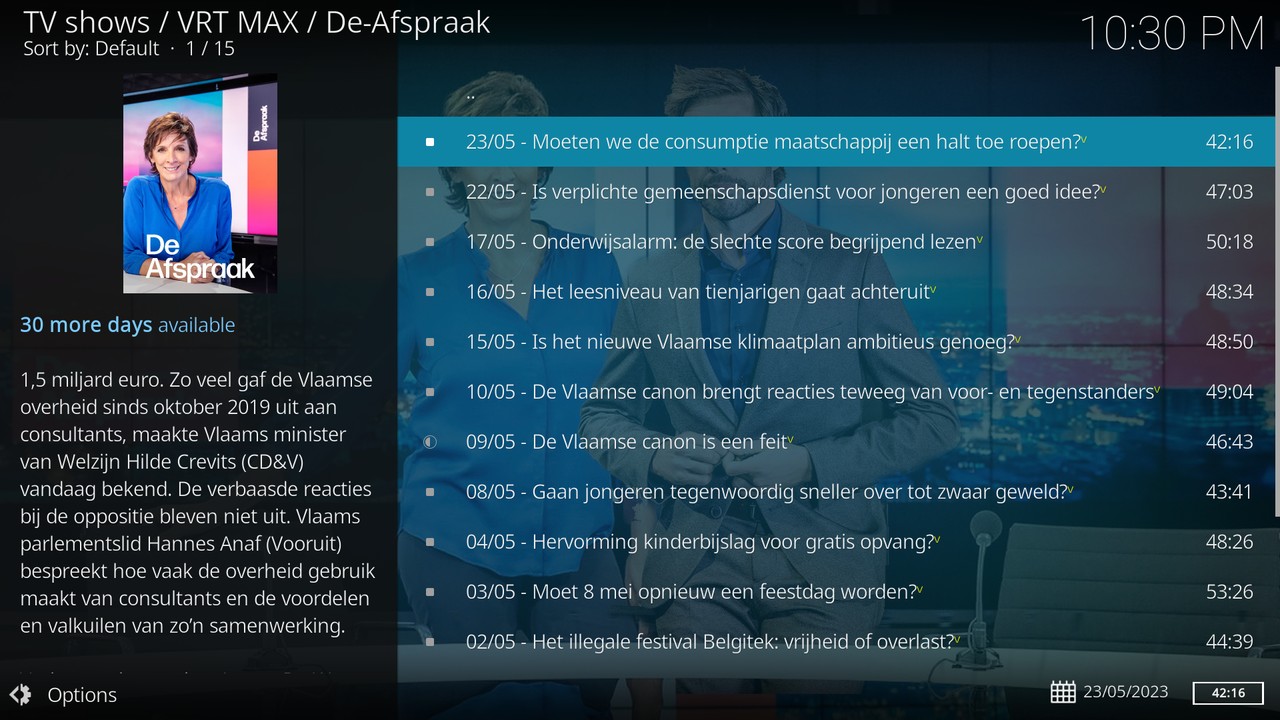 TV shows / VRT MAX / De-Afspraak
Sort by: Default · 1 / 15
10:30 PM
De
Afspraak
De
Afspraak
30 more days available
1,5 miljard euro. Zo veel gaf de Vlaamse
overheid sinds oktober 2019 uit aan
consultants, maakte Vlaams minister
van Welzijn Hilde Crevits (CD&V)
vandaag bekend. De verbaasde reacties
bij de oppositie bleven niet uit. Vlaams
parlementslid Hannes Anaf (Vooruit)
bespreekt hoe vaak de overheid gebruik
maakt van consultants en de voordelen
en valkuilen van zo’n samenwerking.
..
23/05 - Moeten we de consumptie maatschappij een halt toe roepen?ᵛ 42:16
22/05 - Is verplichte gemeenschapsdienst voor jongeren een goed idee?ᵛ 47:03
17/05 - Onderwijsalarm: de slechte score begrijpend lezenᵛ 50:18
16/05 - Het leesniveau van tienjarigen gaat achteruitᵛ 48:34
15/05 - Is het nieuwe Vlaamse klimaatplan ambitieus genoeg?ᵛ 48:50
10/05 - De Vlaamse canon brengt reacties teweeg van voor- en tegenstandersᵛ 49:04
09/05 - De Vlaamse canon is een feitᵛ 46:43
08/05 - Gaan jongeren tegenwoordig sneller over tot zwaar geweld?ᵛ 43:41
04/05 - Hervorming kinderbijslag voor gratis opvang?ᵛ 48:26
03/05 - Moet 8 mei opnieuw een feestdag worden?ᵛ 53:26
02/05 - Het illegale festival Belgitek: vrijheid of overlast?ᵛ 44:39
Options
23/05/2023
42:16